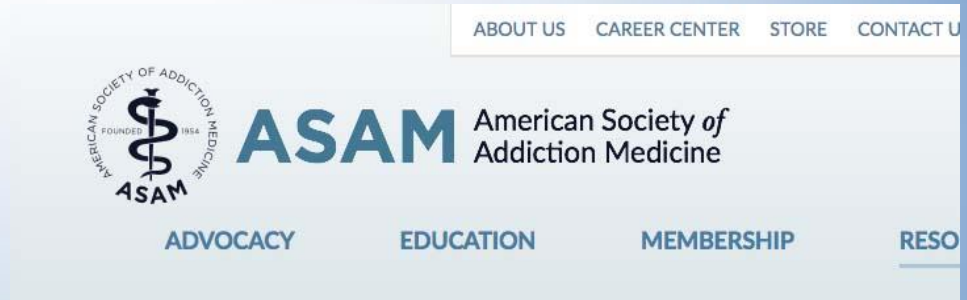 ABOUT US CAREER CENTER STORE CONTACT U
AMERICAN SOCIETY OF ADDICTION MEDICINE
FOUNDED 1954
ASAM
ASAM American Society of
Addiction Medicine
ADVOCACY EDUCATION MEMBERSHIP RESO